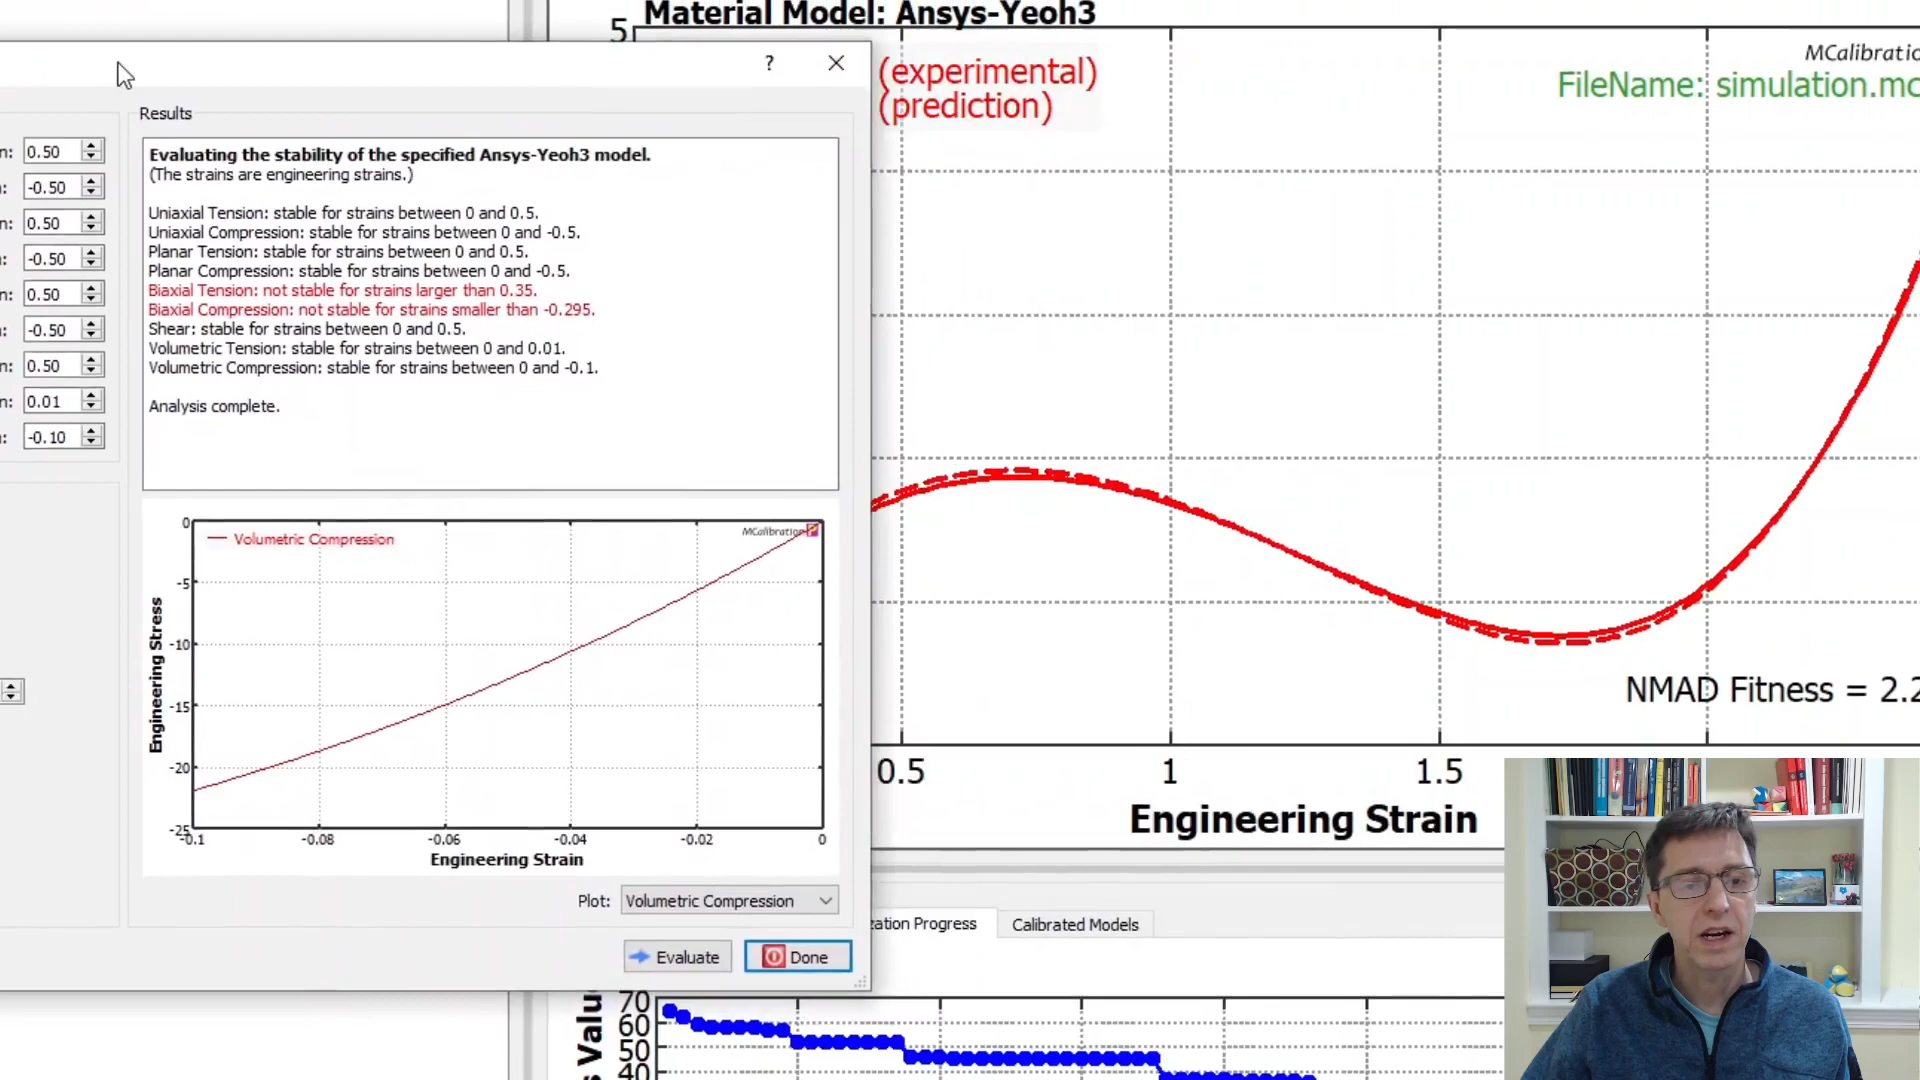 Material Model: Ansys-Yeoh3
5
(experimental)
(prediction)
MCalibratio
FileName: simulation.mc
?
Results
n: 0.50
: -0.50
n: 0.50
: -0.50
n: 0.50
: -0.50
: 0.50
n: 0.01
: -0.10
Evaluating the stability of the specified Ansys-Yeoh3 model.
(The strains are engineering strains.)
Uniaxial Tension: stable for strains between 0 and 0.5.
Uniaxial Compression: stable for strains between 0 and -0.5.
Planar Tension: stable for strains between 0 and 0.5.
Planar Compression: stable for strains between 0 and -0.5.
Biaxial Tension: not stable for strains larger than 0.35.
Biaxial Compression: not stable for strains smaller than -0.295.
Shear: stable for strains between 0 and 0.5.
Volumetric Tension: stable for strains between 0 and 0.01.
Volumetric Compression: stable for strains between 0 and -0.1.
Analysis complete.
Volumetric Compression
MCalibration
0
-5
-10
-15
-20
-25
Engineering Stress
-0.1 -0.08 -0.06 -0.04 -0.02 0
Engineering Strain
Plot: Volumetric Compression
Evaluate Done
NMAD Fitness = 2.2
0.5 1 1.5
Engineering Strain
zation Progress Calibrated Models
s Valu
70
60
50
40